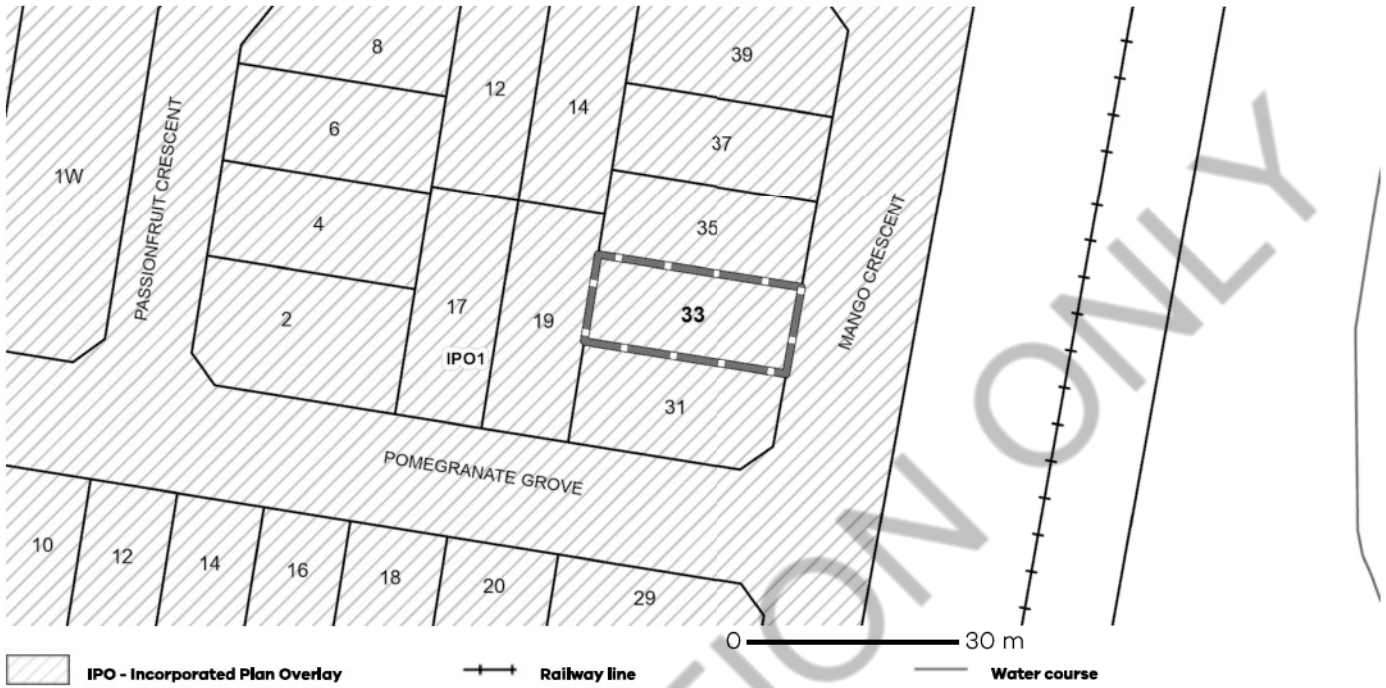 8
12
14
39
6
37
1W
PASSIONFRUIT CRESCENT
4
35
MANGO CRESCENT
2
17
19
33
IPO1
31
POMEGRANATE GROVE
10
12
14
16
18
20
29
TION ONLY
0 30 m
IPO - Incorporated Plan Overlay
Railway line
Water course